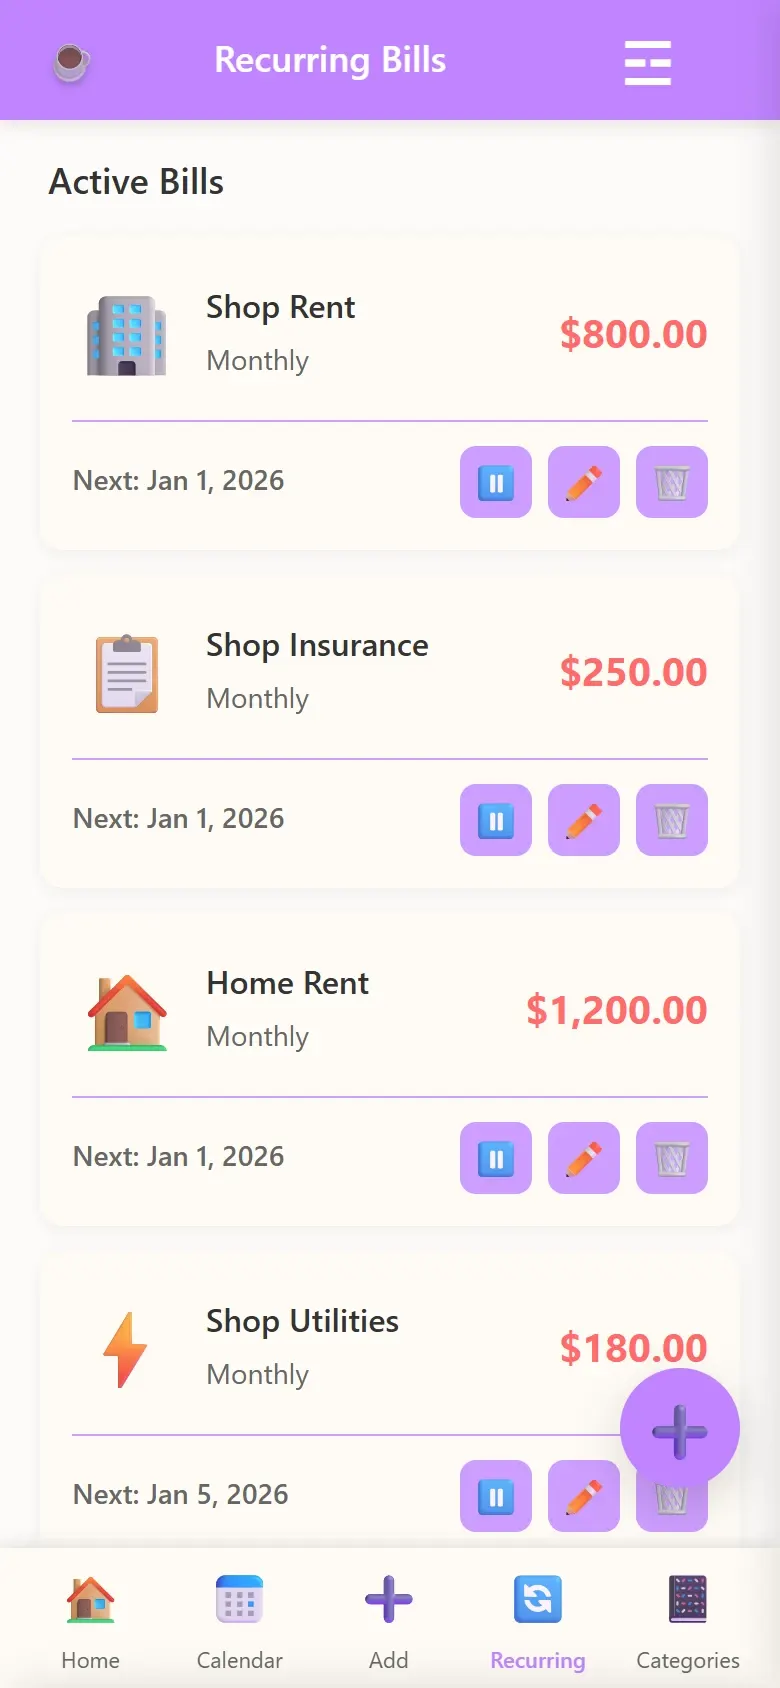 Recurring Bills
Active Bills
Shop Rent
Monthly
$800.00
Next: Jan 1, 2026
Shop Insurance
Monthly
$250.00
Next: Jan 1, 2026
Home Rent
Monthly
$1,200.00
Next: Jan 1, 2026
Shop Utilities
Monthly
$180.00
Next: Jan 5, 2026
Home
Calendar
Add
Recurring
Categories